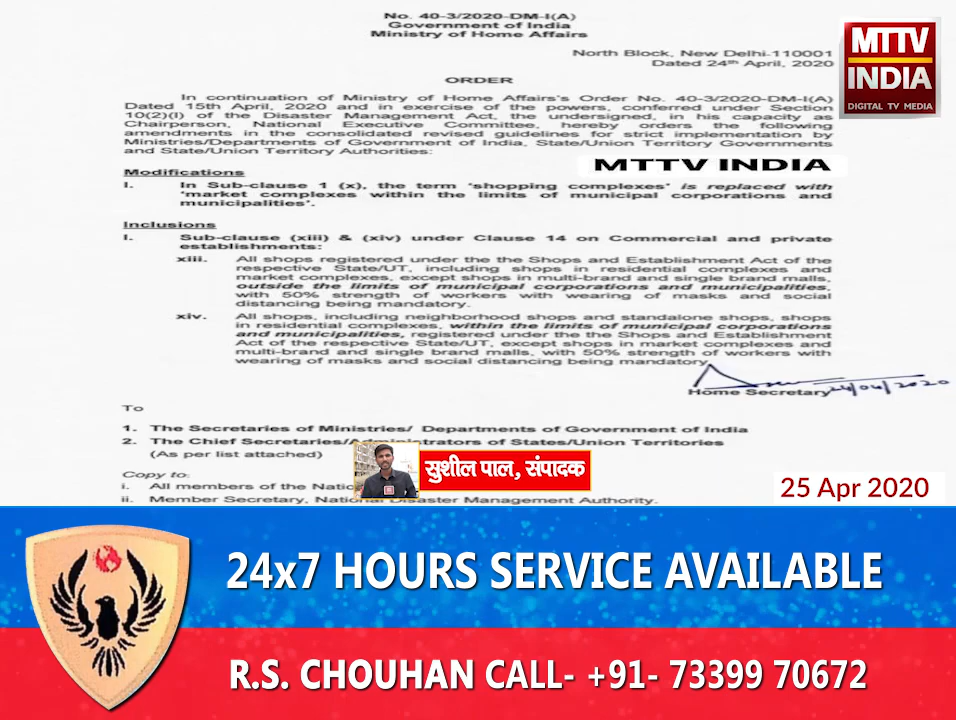 No. 40-3/2020-DM-I(A)
Government of India
Ministry of Home Affairs
North Block, New Delhi-110001
Dated 24th April, 2020
ORDER
In continuation of Ministry of Home Affairs's Order No. 40-3/2020-DM-I(A)
Dated 15th April, 2020 and in exercise of the powers, conferred under Section
10(2)(I) of the Disaster Management Act, the undersigned, in his capacity as
Chairperson, National Executive Committee, hereby orders the following
amendments in the consolidated revised guidelines for strict implementation by
Ministries/Departments of Government of India, State/Union Territory Governments
and State/Union Territory Authorities:
MTTV INDIA
Modifications
I. In Sub-clause 1 (x), the term 'shopping complexes' is replaced with
'market complexes within the limits of municipal corporations and
municipalities'.
Inclusions
I. Sub-clause (xiii) & (xiv) under Clause 14 on Commercial and private
establishments:
xiii. All shops registered under the the Shops and Establishment Act of the
respective State/UT, including shops in residential complexes and
market complexes, except shops in multi-brand and single brand malls,
outside the limits of municipal corporations and municipalities,
with 50% strength of workers with wearing of masks and social
distancing being mandatory.
xiv. All shops, including neighborhood shops and standalone shops, shops
in residential complexes, within the limits of municipal corporations
and municipalities, registered under the the Shops and Establishment
Act of the respective State/UT, except shops in market complexes and
multi-brand and single brand malls, with 50% strength of workers with
wearing of masks and social distancing being mandatory.
Home Secretary 24/04/2020
To
1. The Secretaries of Ministries/ Departments of Government of India
2. The Chief Secretaries/Administrators of States/Union Territories
(As per list attached)
Copy to:
i. All members of the Natio
ii. Member Secretary, National Disaster Management Authority.
MTTV
INDIA
DIGITAL TV MEDIA
सुशील पाल, संपादक
25 Apr 2020
24x7 HOURS SERVICE AVAILABLE
R.S. CHOUHAN CALL- +91- 73399 70672